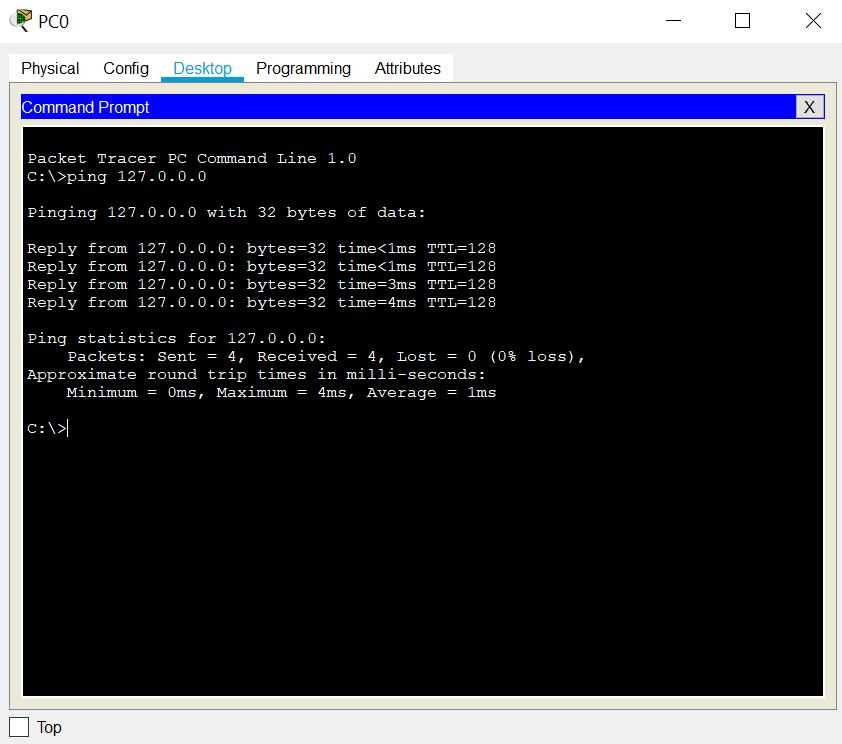 PC0
Physical Config Desktop Programming Attributes
Command Prompt X
Packet Tracer PC Command Line 1.0
C:\>ping 127.0.0.0
Pinging 127.0.0.0 with 32 bytes of data:
Reply from 127.0.0.0: bytes=32 time<1ms TTL=128
Reply from 127.0.0.0: bytes=32 time<1ms TTL=128
Reply from 127.0.0.0: bytes=32 time=3ms TTL=128
Reply from 127.0.0.0: bytes=32 time=4ms TTL=128
Ping statistics for 127.0.0.0:
Packets: Sent = 4, Received = 4, Lost = 0 (0% loss),
Approximate round trip times in milli-seconds:
Minimum = 0ms, Maximum = 4ms, Average = 1ms
C:\>
Top